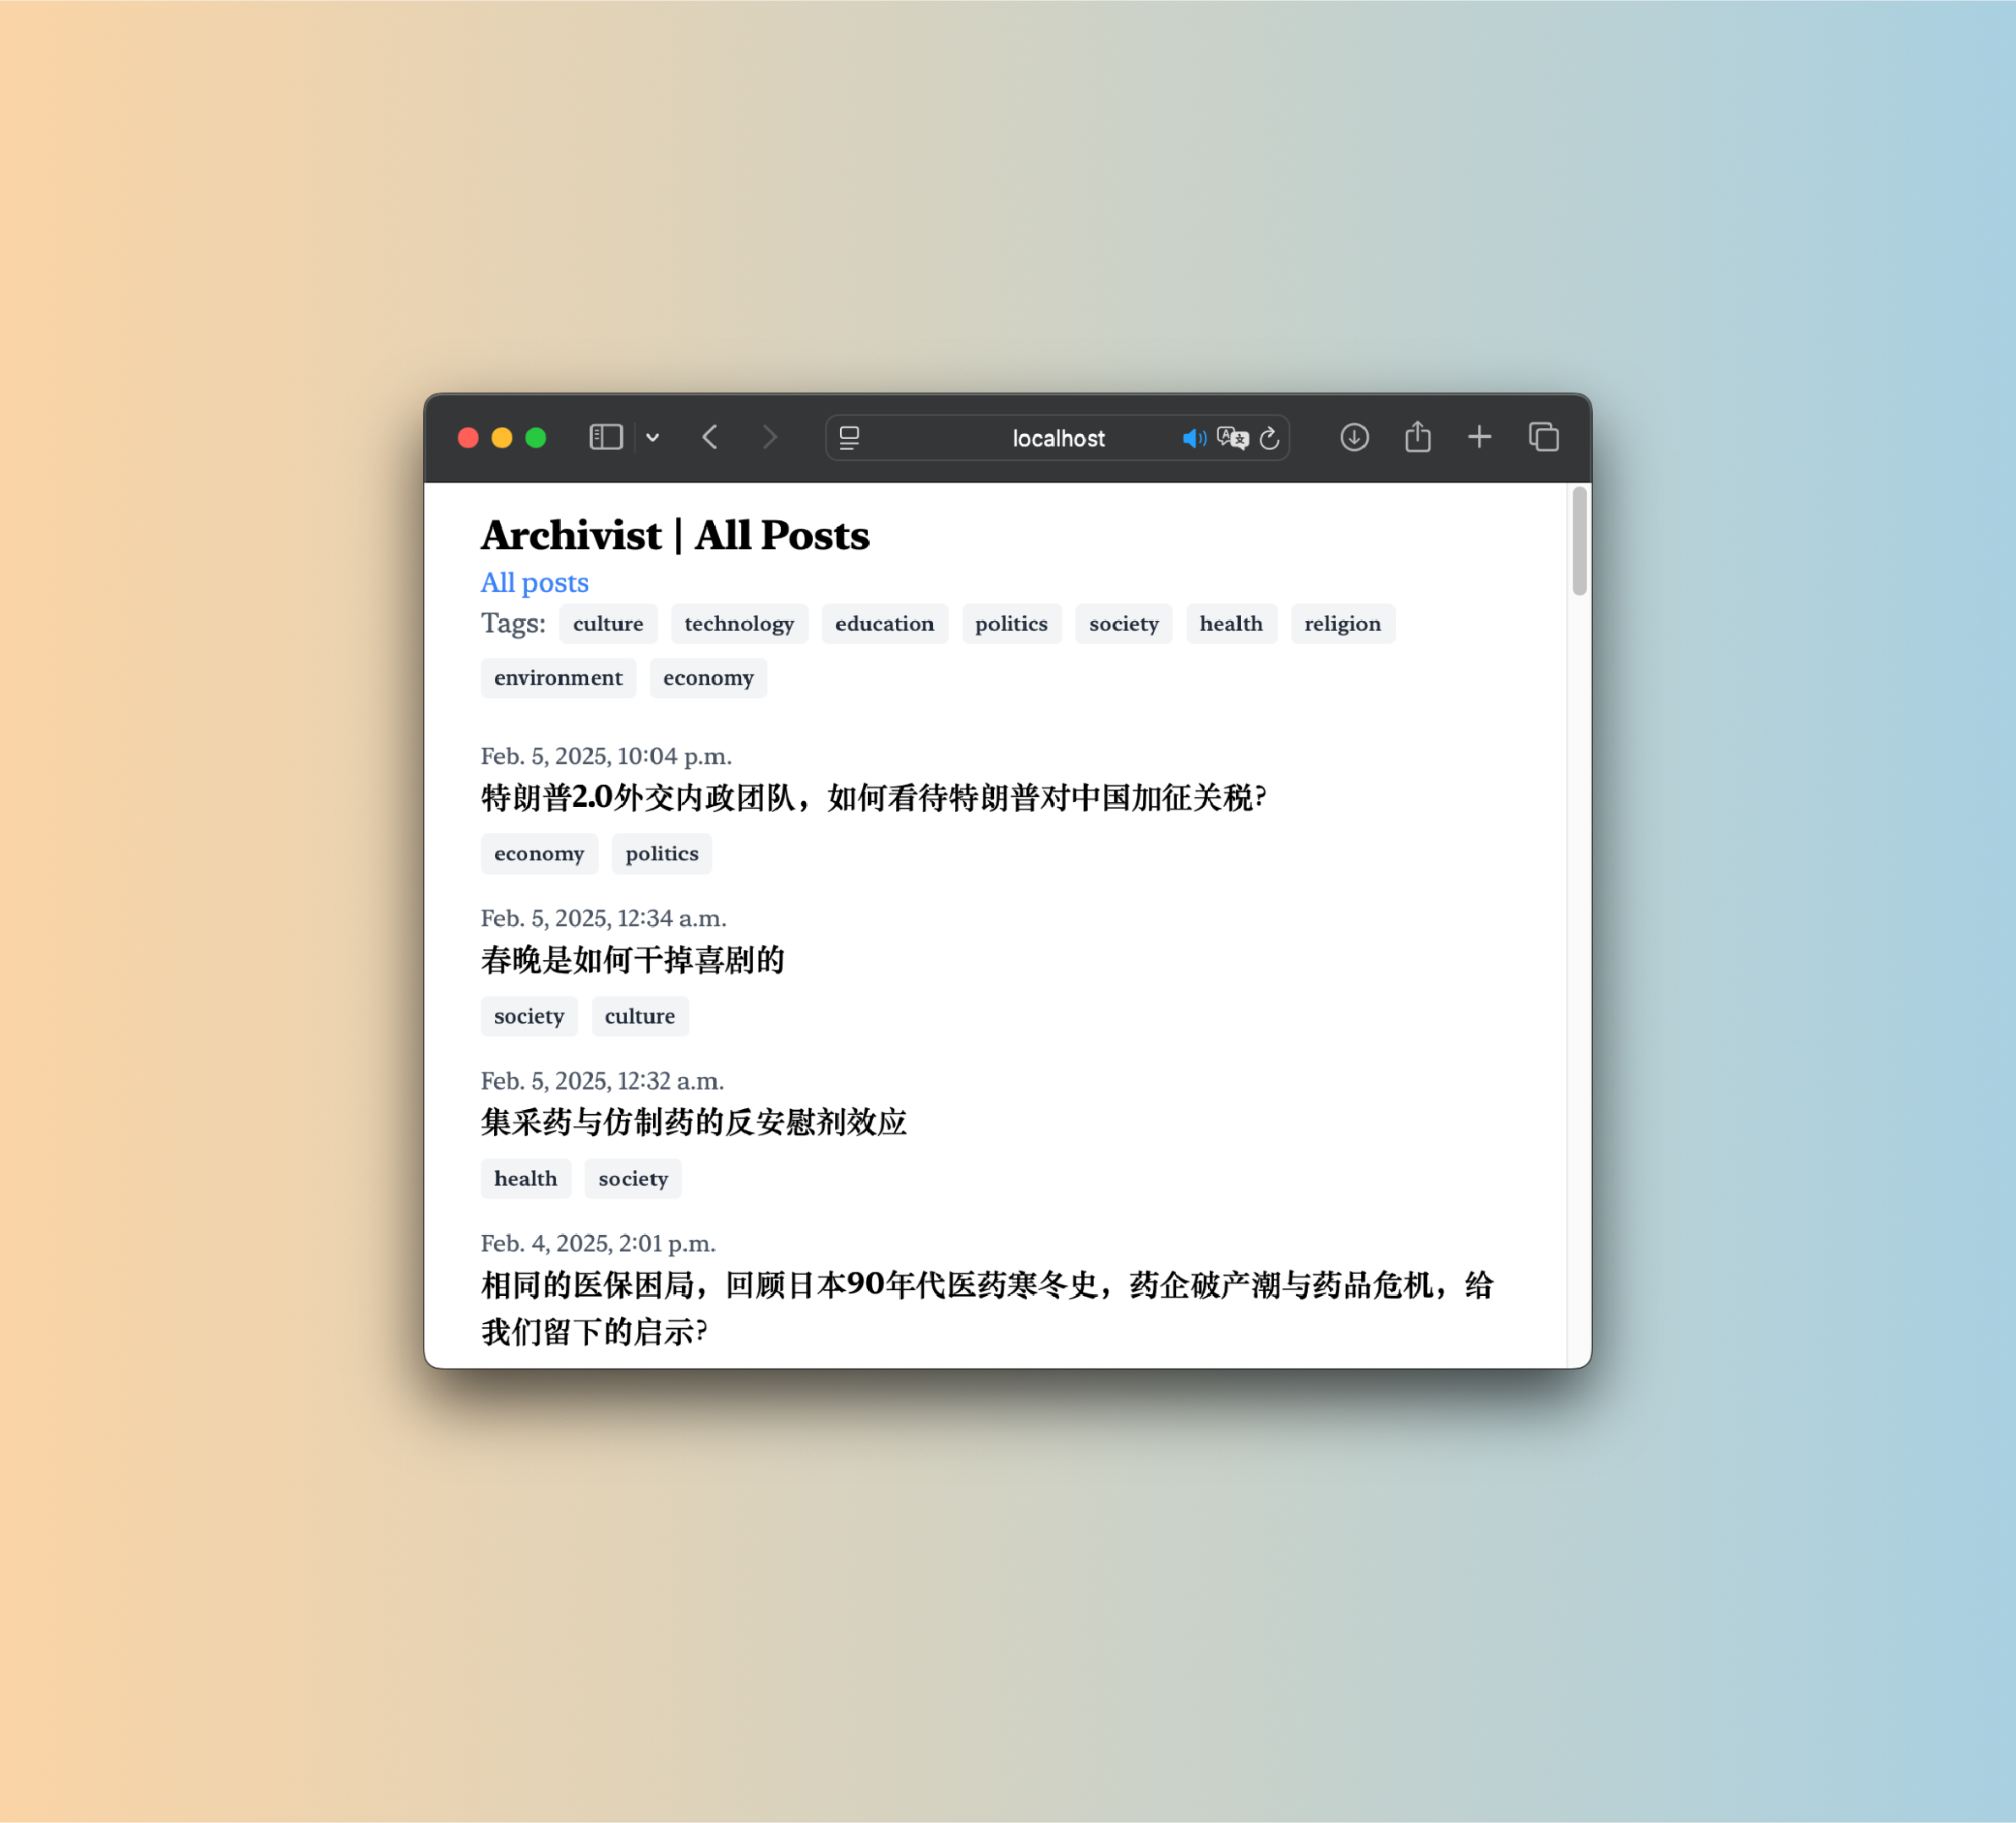 localhost
Archivist | All Posts
All posts
Tags: culture technology education politics society health religion
environment economy
Feb. 5, 2025, 10:04 p.m.
特朗普2.0外交内政团队，如何看待特朗普对中国加征关税?
economy politics
Feb. 5, 2025, 12:34 a.m.
春晚是如何干掉喜剧的
society culture
Feb. 5, 2025, 12:32 a.m.
集采药与仿制药的反安慰剂效应
health society
Feb. 4, 2025, 2:01 p.m.
相同的医保困局，回顾日本90年代医药寒冬史，药企破产潮与药品危机，给
我们留下的启示?